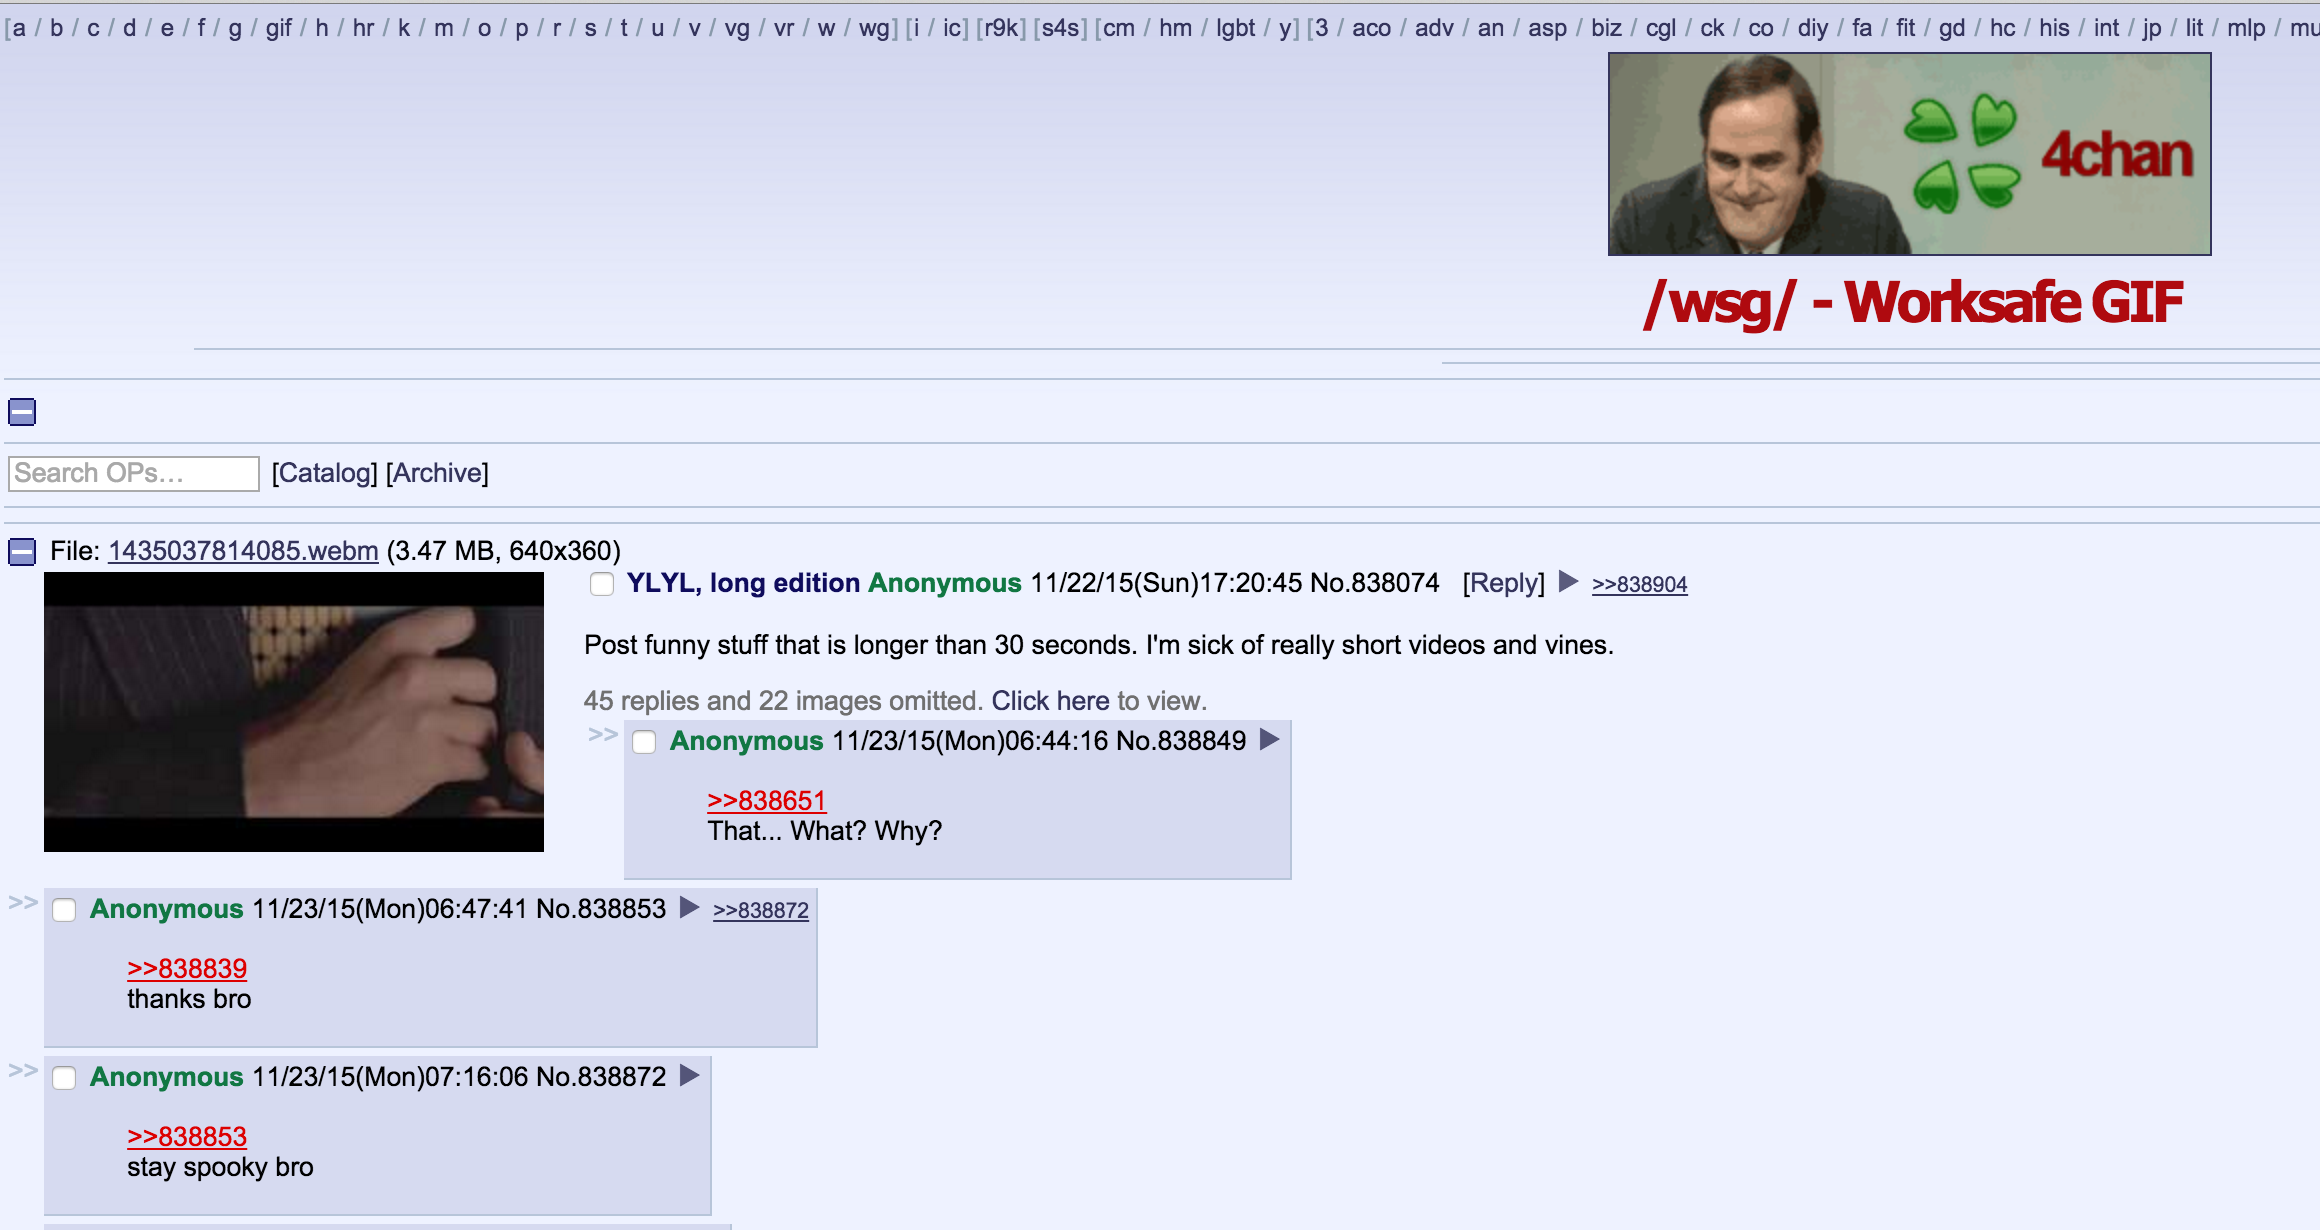 [a / b / c / d / e / f / g / gif / h / hr / k / m / o / p / r / s / t / u / v / vg / vr / w / wg] [i / ic] [r9k] [s4s] [cm / hm / lgbt / y] [3 / aco / adv / an / asp / biz / cgl / ck / co / diy / fa / fit / gd / hc / his / int / jp / lit / mlp / mu
4chan
/wsg/ - Worksafe GIF
Search OPs...
[Catalog] [Archive]
File: 1435037814085.webm (3.47 MB, 640x360)
YLYL, long edition Anonymous 11/22/15(Sun)17:20:45 No.838074 [Reply] ▶ >>838904
Post funny stuff that is longer than 30 seconds. I'm sick of really short videos and vines.
45 replies and 22 images omitted. Click here to view.
>> Anonymous 11/23/15(Mon)06:44:16 No.838849 ▶
>>838651
That... What? Why?
>> Anonymous 11/23/15(Mon)06:47:41 No.838853 ▶ >>838872
>>838839
thanks bro
>> Anonymous 11/23/15(Mon)07:16:06 No.838872 ▶
>>838853
stay spooky bro